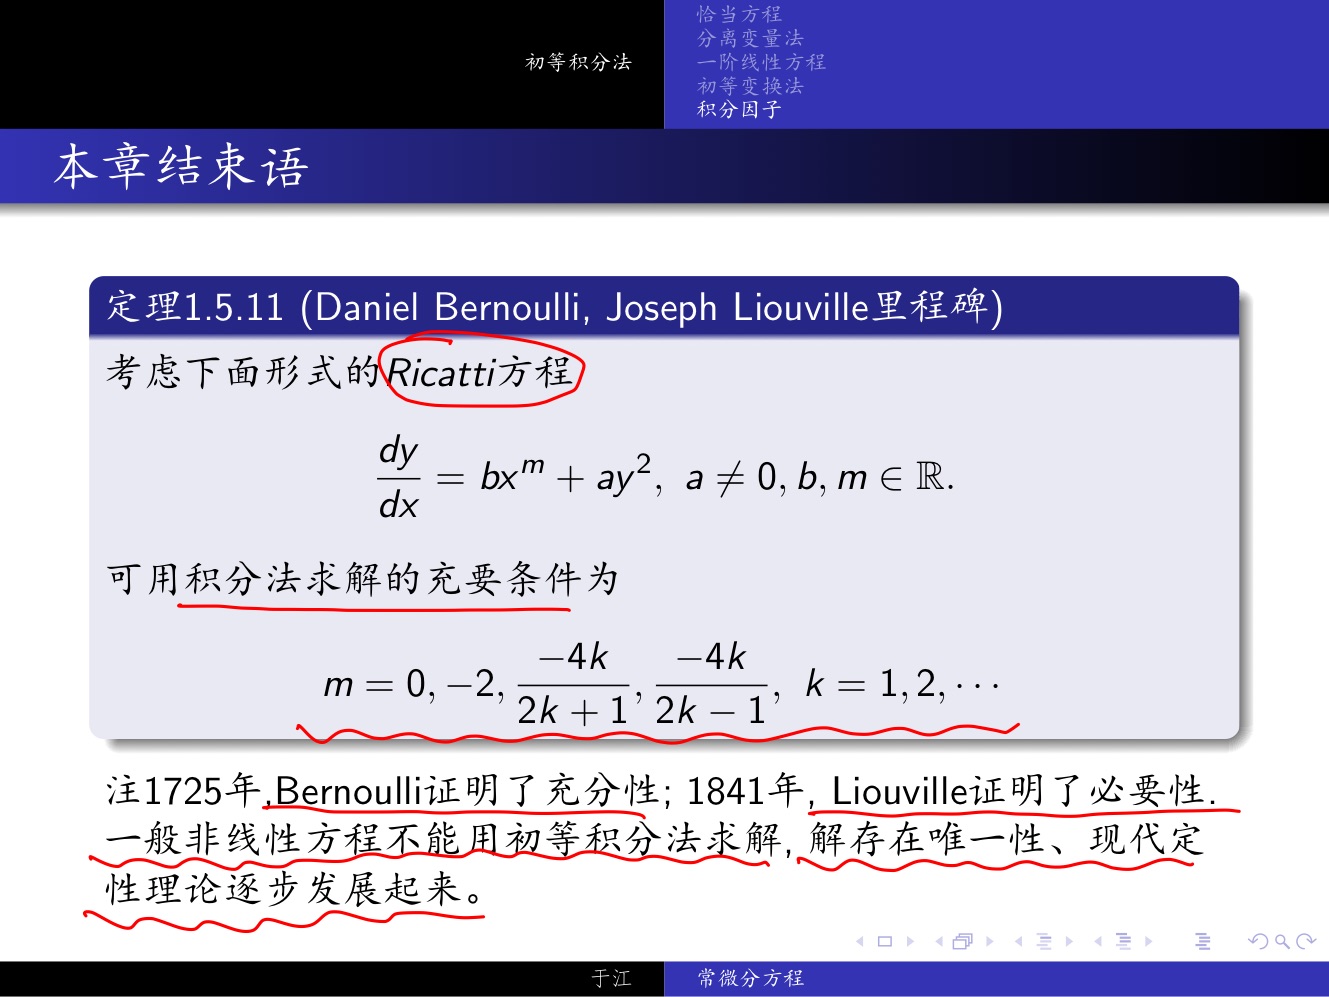 初等积分法
恰当方程
分离变量法
一阶线性方程
初等变换法
积分因子
本章结束语
定理1.5.11 (Daniel Bernoulli, Joseph Liouville里程碑)
考虑下面形式的Ricatti方程
dy/dx = bx^m + ay^2, a ≠ 0, b, m ∈ ℝ.
可用积分法求解的充要条件为
m = 0, −2, −4k/2k + 1, −4k/2k − 1, k = 1, 2, ···
注1725年,Bernoulli证明了充分性; 1841年, Liouville证明了必要性.
一般非线性方程不能用初等积分法求解, 解存在唯一性、现代定
性理论逐步发展起来。
于江
常微分方程